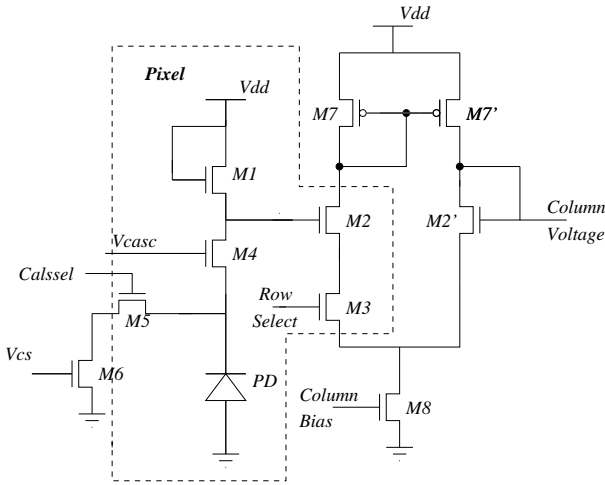 Vdd
Pixel
Vdd
M7
M7'
M1
M2
M2'
Column
Voltage
Vcasc
M4
Calssel
Row
Select
M3
M5
Vcs
M6
PD
Column
Bias
M8